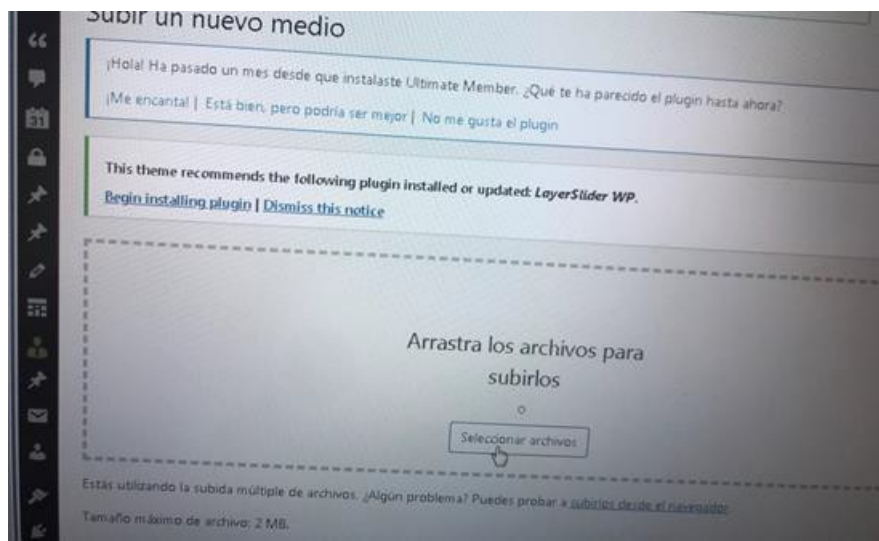 Subir un nuevo medio
¡Hola! Ha pasado un mes desde que instalaste Ultimate Member. ¿Qué te ha parecido el plugin hasta ahora?
¡Me encanta! | Está bien, pero podría ser mejor | No me gusta el plugin
This theme recommends the following plugin installed or updated: LayerSlider WP.
Begin installing plugin | Dismiss this notice
31
Arrastra los archivos para
subirlos
o
Seleccionar archivos
Estás utilizando la subida múltiple de archivos. ¿Algún problema? Puedes probar a subirlos desde el navegador.
Tamaño máximo de archivo: 2 MB.